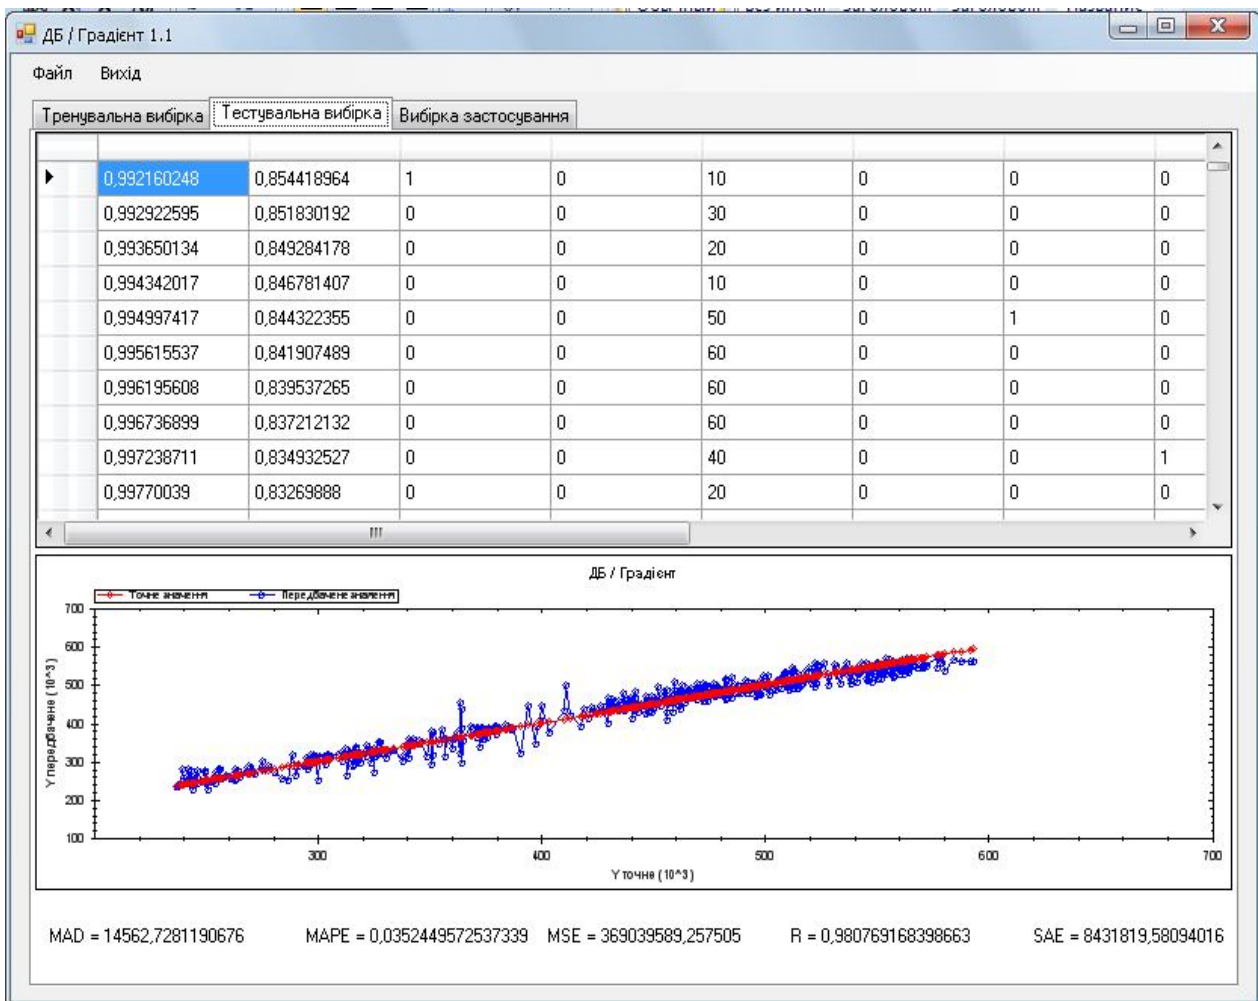 ДБ / Градієнт 1.1
Файл Вихід
Тренувальна вибірка Тестувальна вибірка Вибірка застосування
0,992160248 0,854418964 1 0 10 0 0 0
0,992922595 0,851830192 0 0 30 0 0 0
0,993650134 0,849284178 0 0 20 0 0 0
0,994342017 0,846781407 0 0 10 0 0 0
0,994997417 0,844322355 0 0 50 0 1 0
0,995615537 0,841907489 0 0 60 0 0 0
0,996195608 0,839537265 0 0 60 0 0 0
0,996736899 0,837212132 0 0 60 0 0 0
0,997238711 0,834932527 0 0 40 0 0 1
0,99770039 0,83269888 0 0 20 0 0 0
ДБ / Градієнт
Точне значення Передбачене значення
700
600
500
400
300
200
100
Y передбачене (10^3)
300 400 500 600 700
Y точне (10^3)
MAD = 14562,7281190676 MAPE = 0,0352449572537339 MSE = 369039589,257505 R = 0,980769168398663 SAE = 8431819,58094016